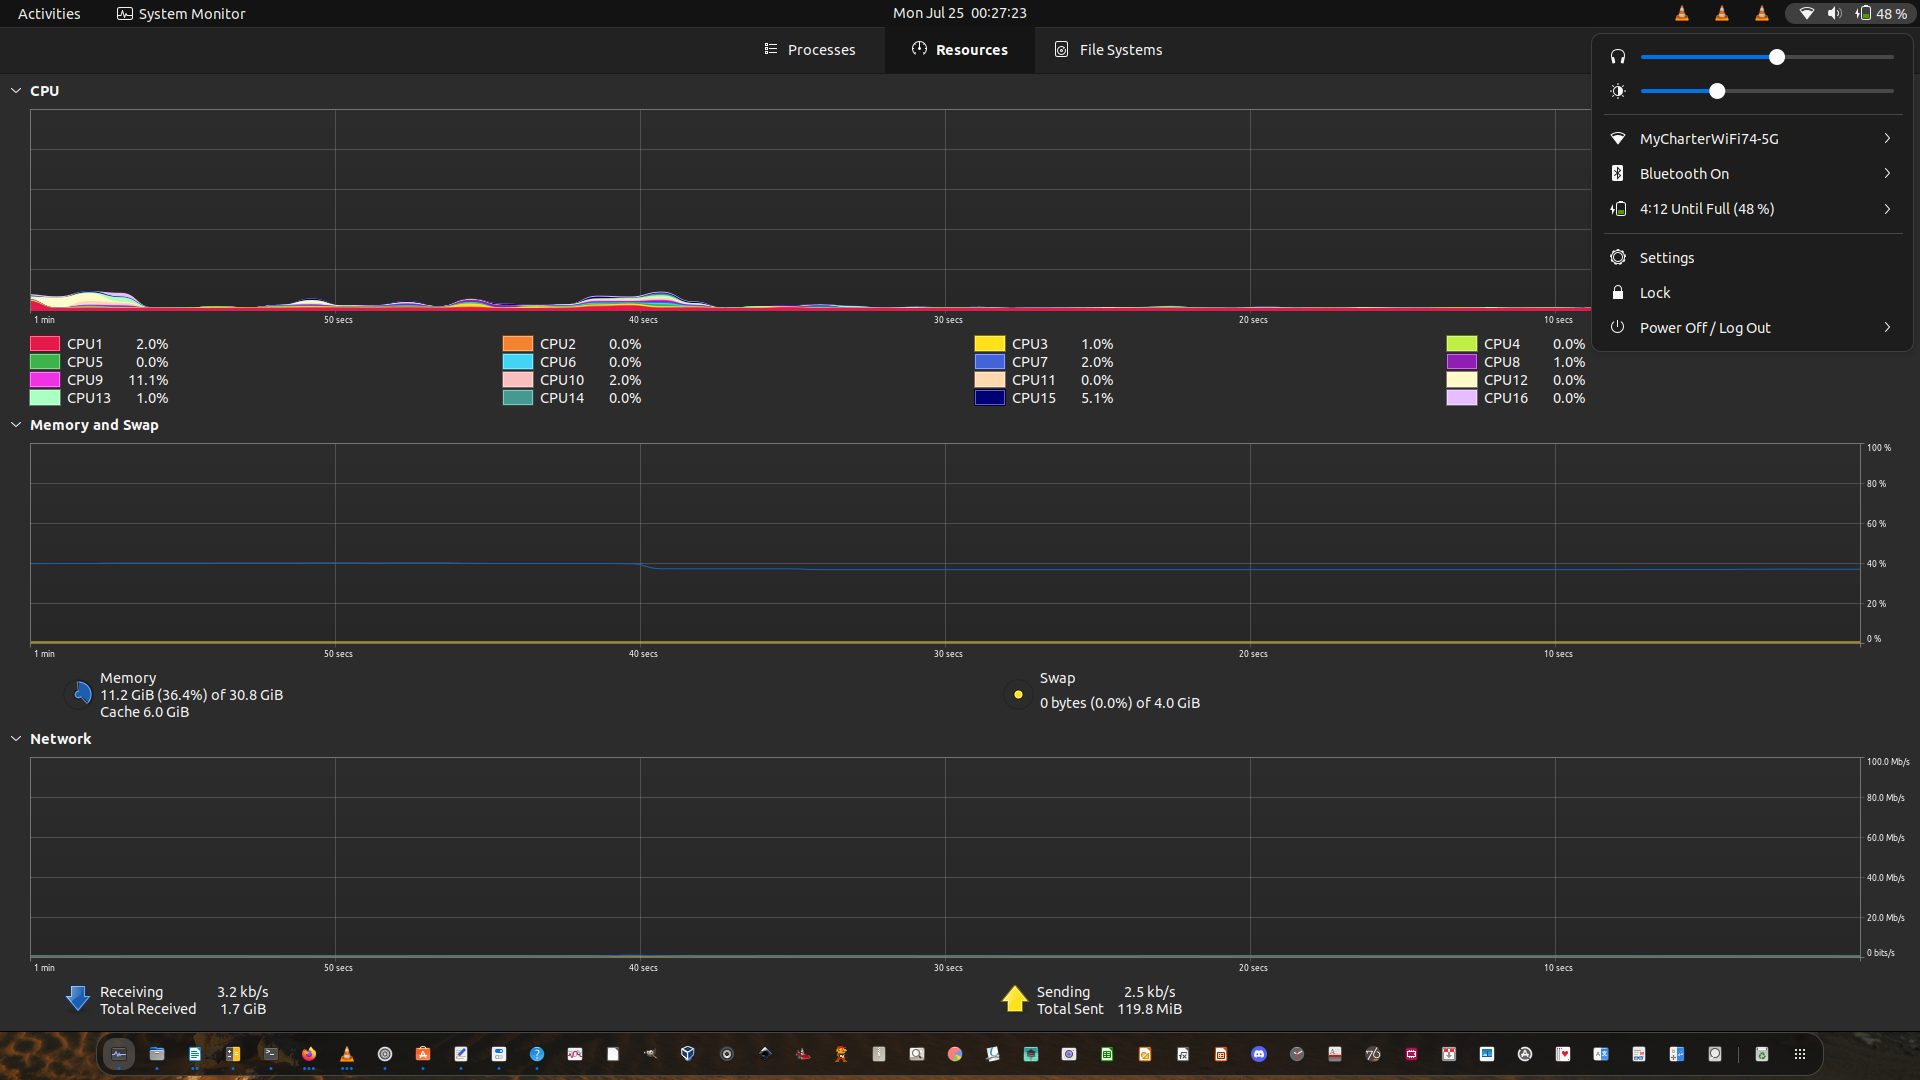 Activities
System Monitor
Mon Jul 25  00:27:23
48 %
Processes
Resources
File Systems
MyCharterWiFi74-5G
Bluetooth On
4:12 Until Full (48 %)
Settings
Lock
Power Off / Log Out
CPU
1 min 50 secs 40 secs 30 secs 20 secs 10 secs
CPU1 2.0% CPU2 0.0% CPU3 1.0% CPU4 0.0%
CPU5 0.0% CPU6 0.0% CPU7 2.0% CPU8 1.0%
CPU9 11.1% CPU10 2.0% CPU11 0.0% CPU12 0.0%
CPU13 1.0% CPU14 0.0% CPU15 5.1% CPU16 0.0%
Memory and Swap
100 %
80 %
60 %
40 %
20 %
0 %
1 min 50 secs 40 secs 30 secs 20 secs 10 secs
Memory
11.2 GiB (36.4%) of 30.8 GiB
Cache 6.0 GiB
Swap
0 bytes (0.0%) of 4.0 GiB
Network
100.0 Mb/s
80.0 Mb/s
60.0 Mb/s
40.0 Mb/s
20.0 Mb/s
0 bits/s
1 min 50 secs 40 secs 30 secs 20 secs 10 secs
Receiving 3.2 kb/s
Total Received 1.7 GiB
Sending 2.5 kb/s
Total Sent 119.8 MiB